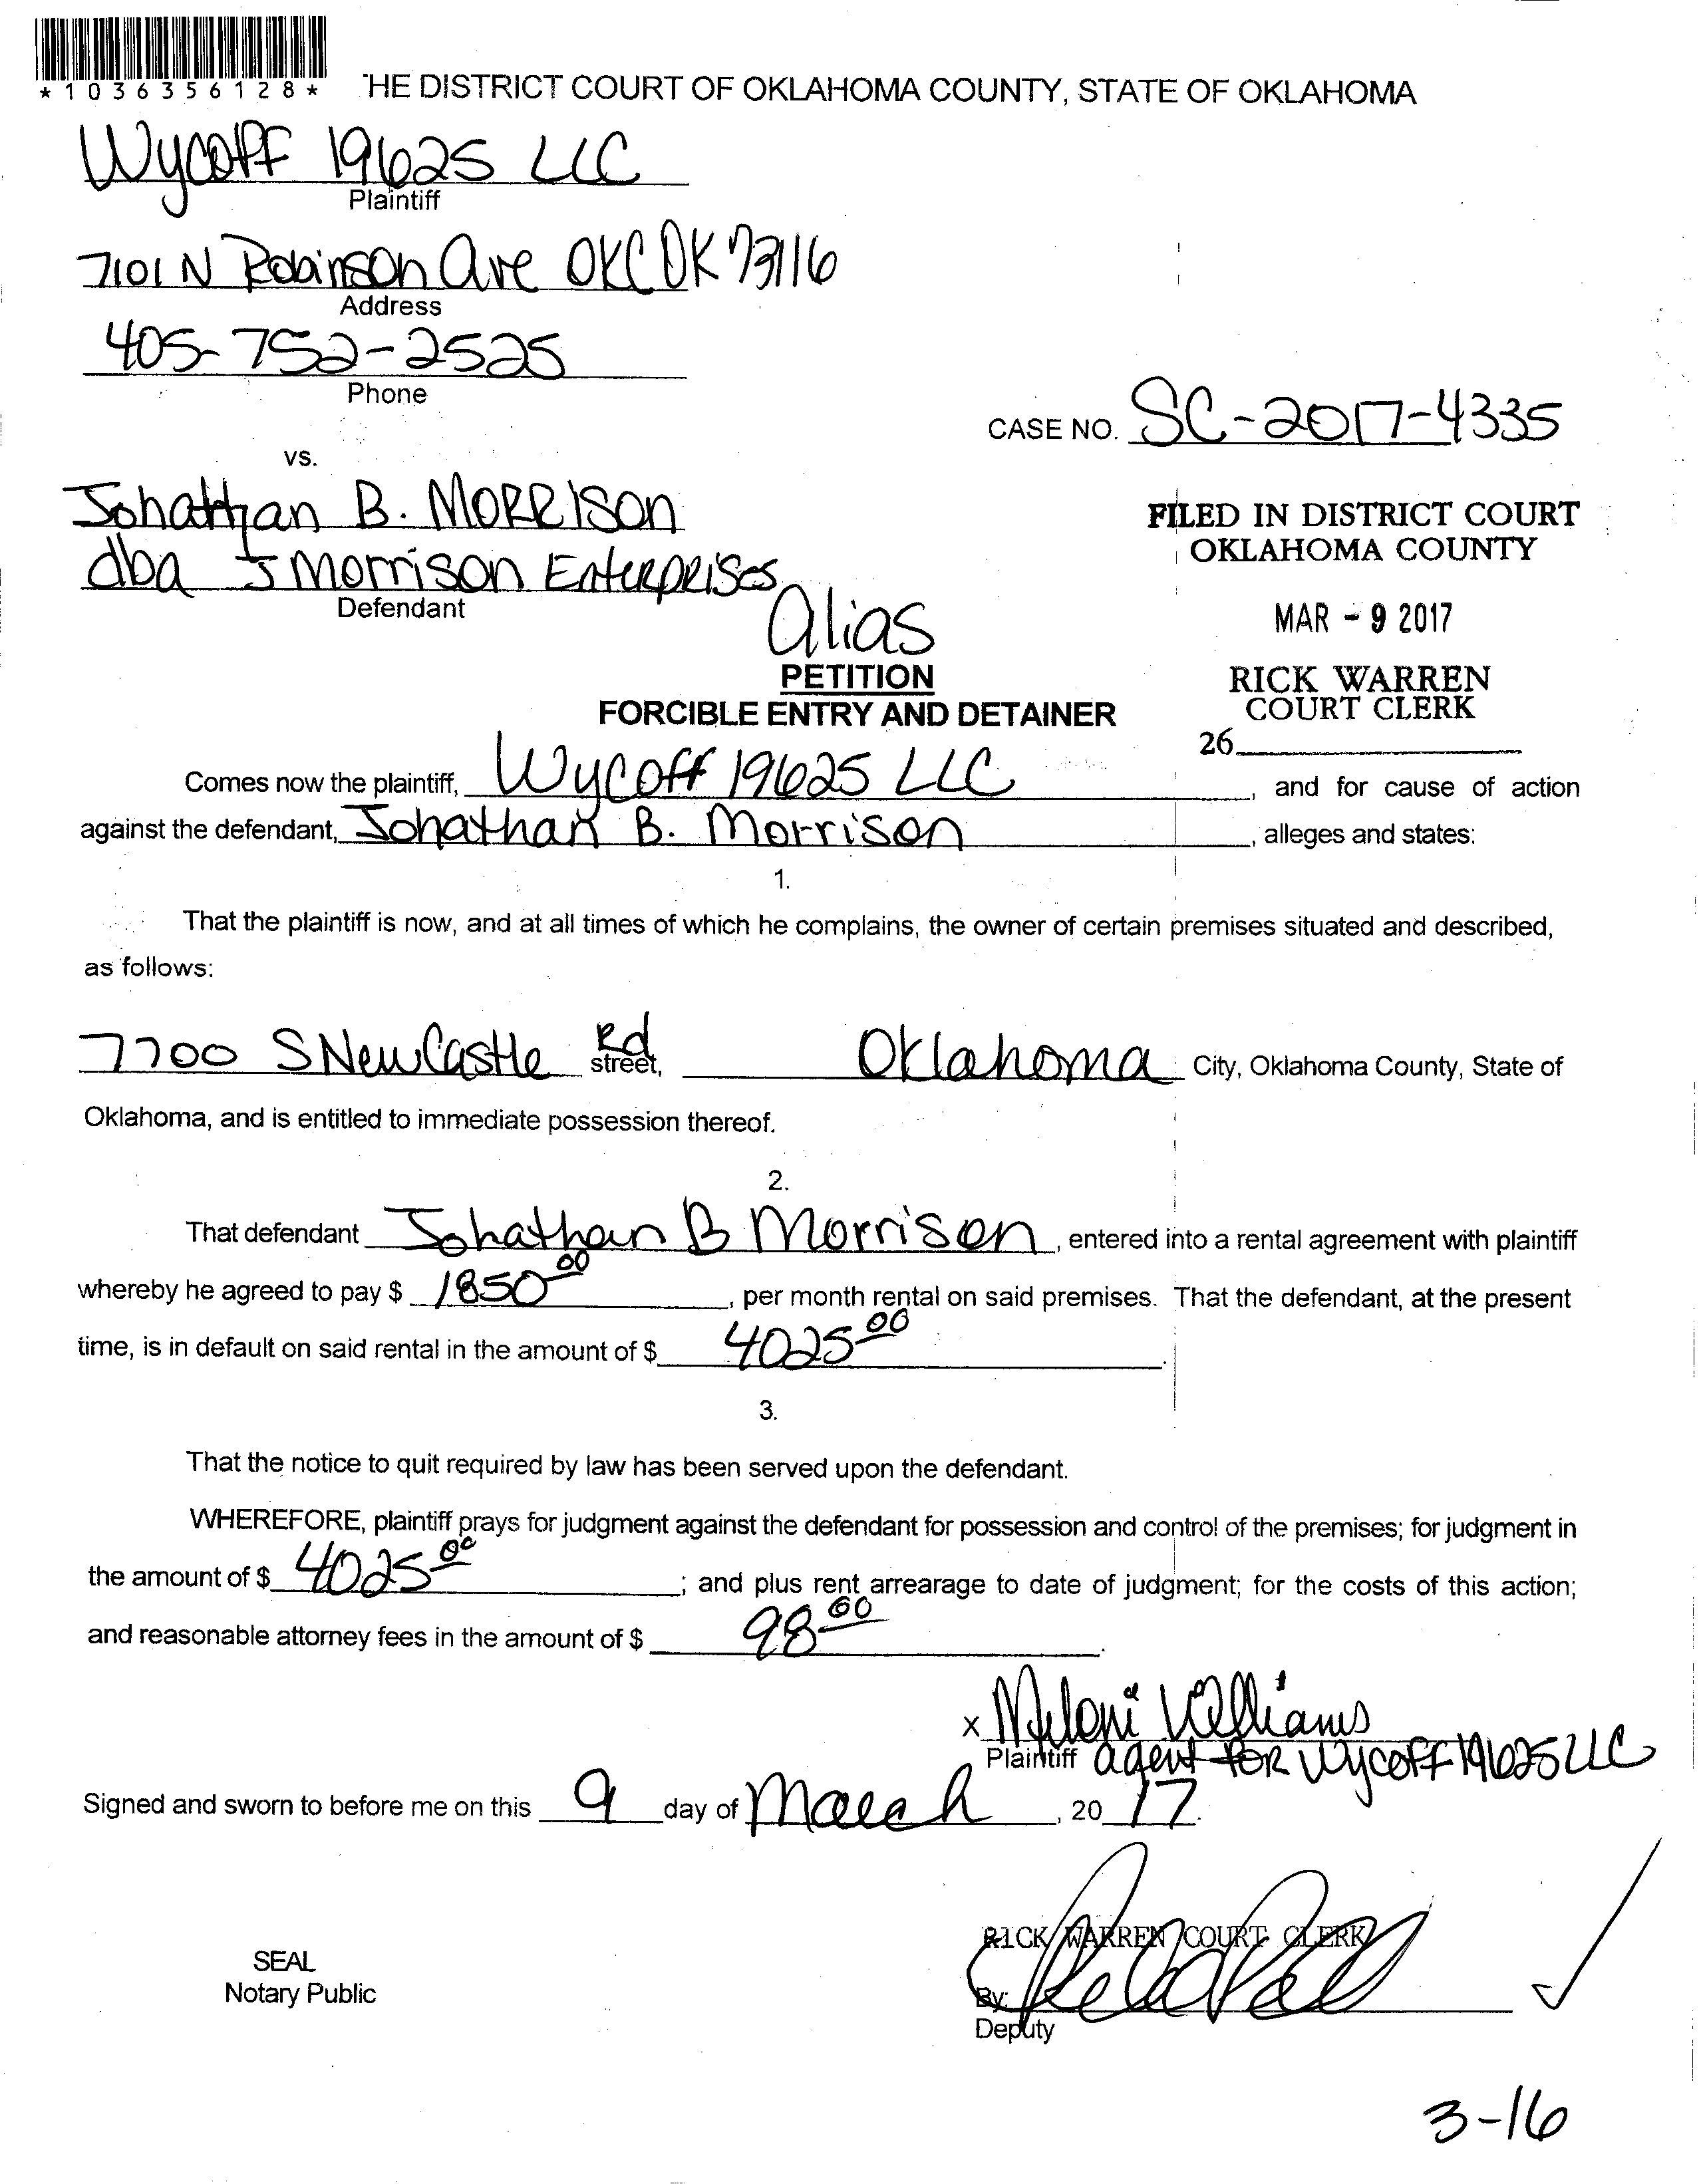 *1036356128*
'HE DISTRICT COURT OF OKLAHOMA COUNTY, STATE OF OKLAHOMA
Wycoff 19625 LLC
Plaintiff
7101 N Robinson Ave OKC OK 73116
Address
405-752-2525
Phone
CASE NO. SC-2017-4335
vs.
Johathan B. Morrison
dba J Morrison Enterprises
Defendant
FILED IN DISTRICT COURT
OKLAHOMA COUNTY
MAR - 9 2017
RICK WARREN
COURT CLERK
26
alias
PETITION
FORCIBLE ENTRY AND DETAINER
Comes now the plaintiff, Wycoff 19625 LLC, and for cause of action
against the defendant, Johathan B. Morrison, alleges and states:
1.
That the plaintiff is now, and at all times of which he complains, the owner of certain premises situated and described,
as follows:
7700 S NewCastle Rd street, Oklahoma City, Oklahoma County, State of
Oklahoma, and is entitled to immediate possession thereof.
2.
That defendant Johathan B Morrison, entered into a rental agreement with plaintiff
whereby he agreed to pay $ 1850 00, per month rental on said premises. That the defendant, at the present
time, is in default on said rental in the amount of $ 4025 00.
3.
That the notice to quit required by law has been served upon the defendant.
WHEREFORE, plaintiff prays for judgment against the defendant for possession and control of the premises; for judgment in
the amount of $ 4025 00; and plus rent arrearage to date of judgment; for the costs of this action;
and reasonable attorney fees in the amount of $ 98 00.
x Meloni Williams
Plaintiff agent for Wycoff 19625 LLC
Signed and sworn to before me on this 9 day of March, 20 17.
RICK WARREN COURT CLERK
SEAL
Notary Public
By:
Deputy
3-16